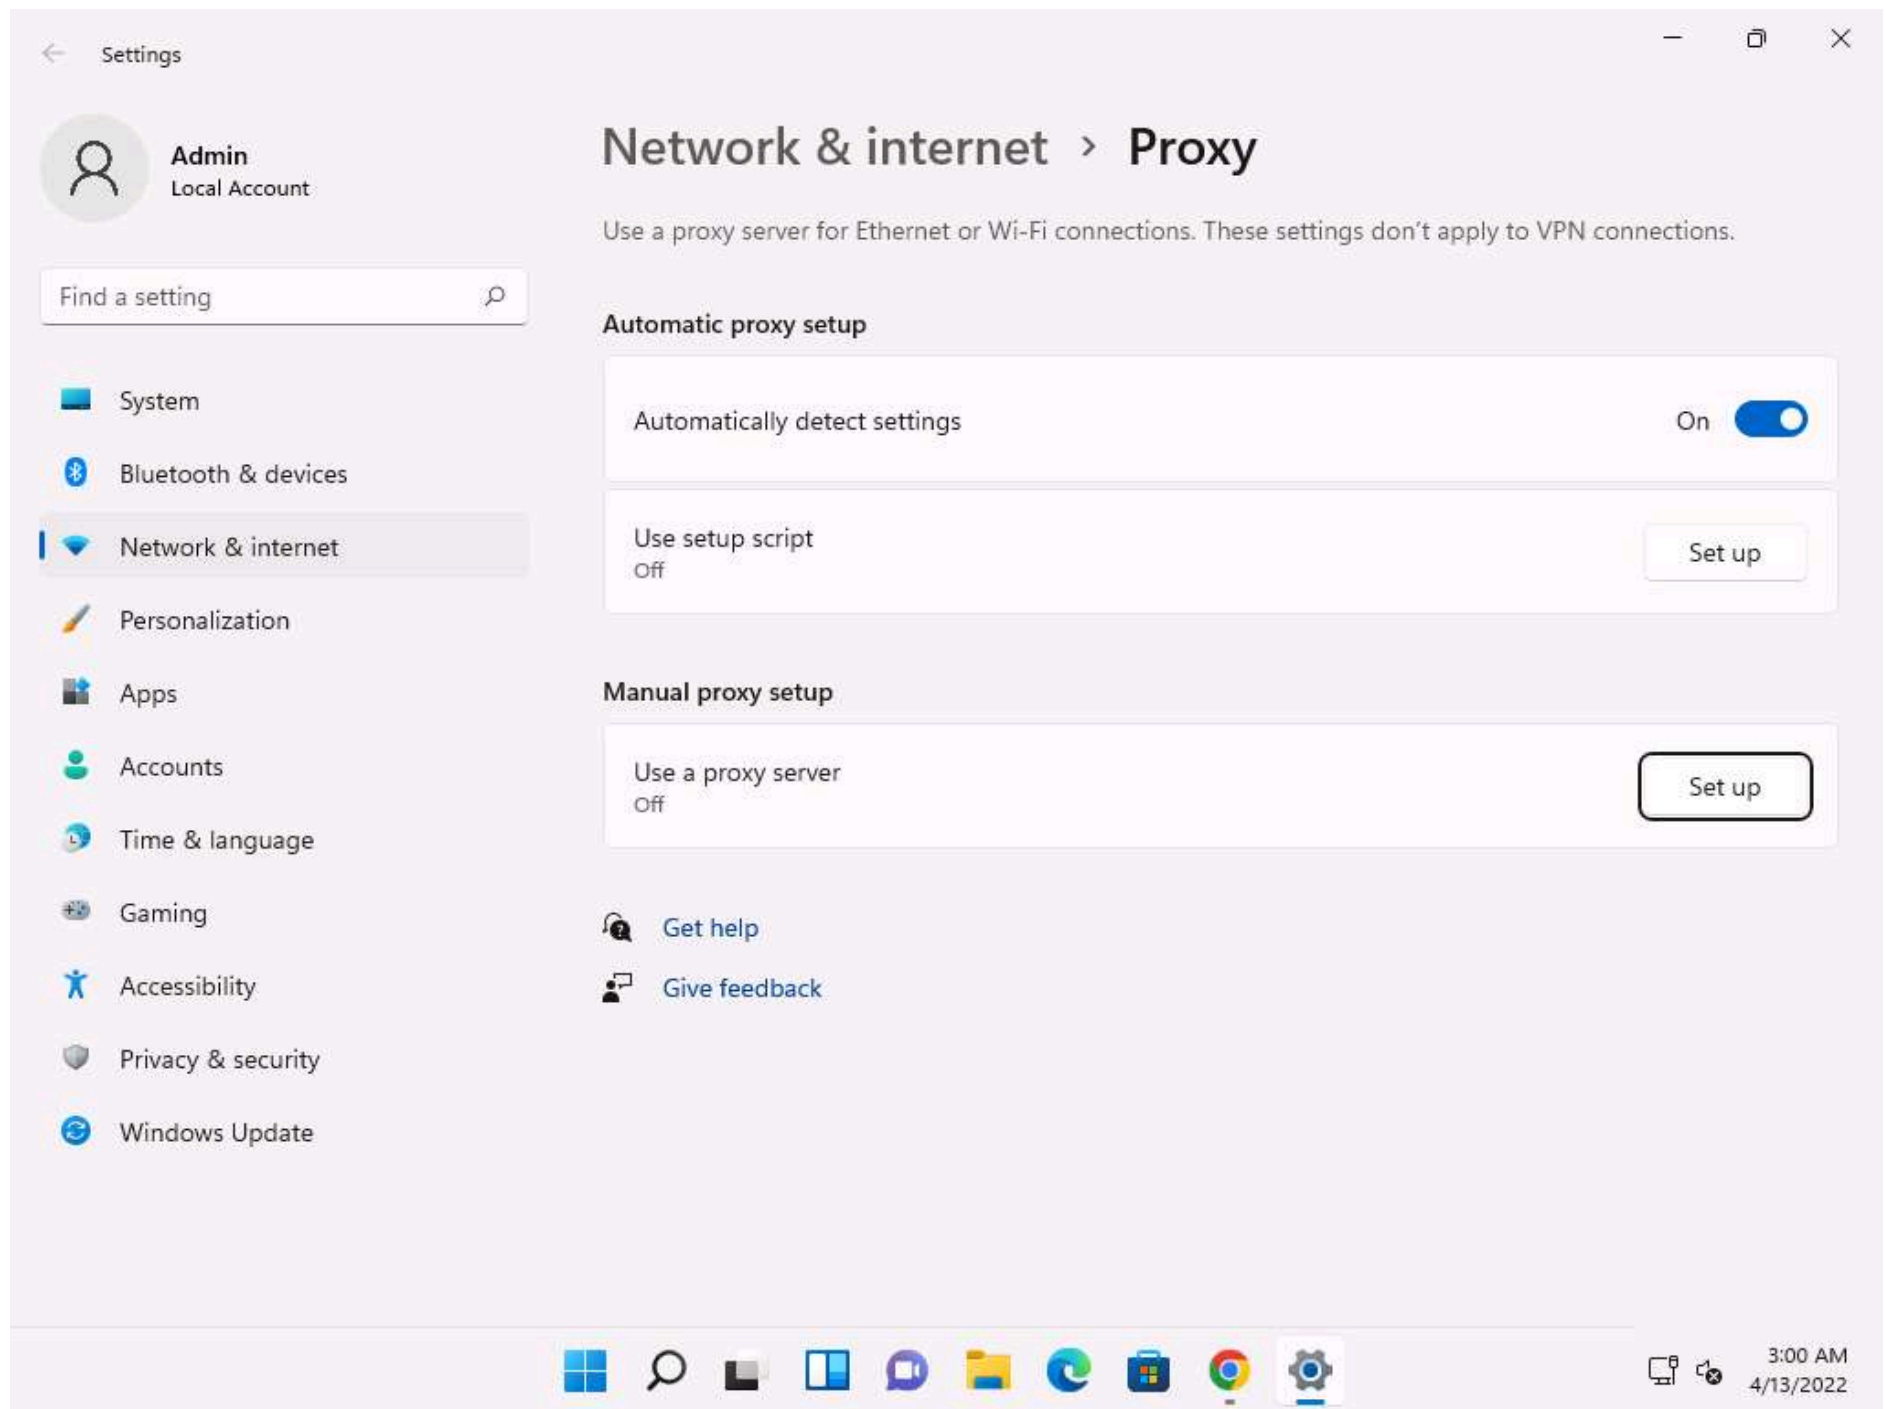 Settings
Admin
Local Account
Find a setting
System
Bluetooth & devices
Network & internet
Personalization
Apps
Accounts
Time & language
Gaming
Accessibility
Privacy & security
Windows Update
Network & internet › Proxy
Use a proxy server for Ethernet or Wi-Fi connections. These settings don't apply to VPN connections.
Automatic proxy setup
Automatically detect settings On
Use setup script
Off
Set up
Manual proxy setup
Use a proxy server
Off
Set up
Get help
Give feedback
3:00 AM
4/13/2022